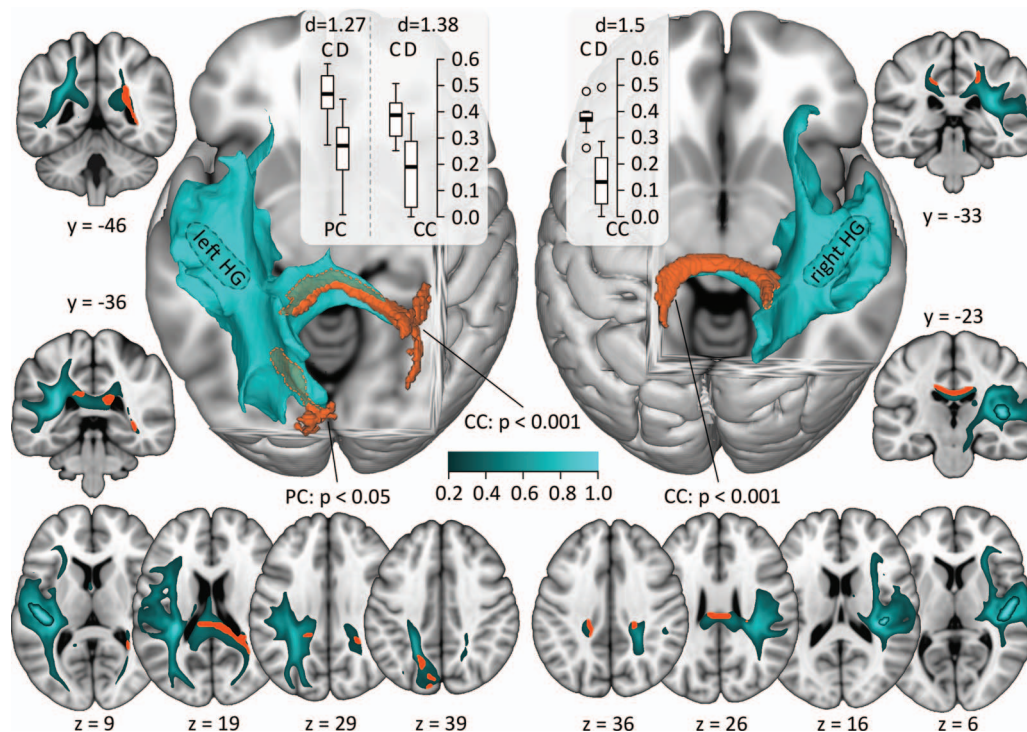 d=1.27 d=1.38
C D C D
0.6
0.5
0.4
0.3
0.2
0.1
0.0
PC CC
d=1.5
C D
0.6
0.5
0.4
0.3
0.2
0.1
0.0
CC
y = -46
y = -33
left HG
right HG
y = -36
y = -23
CC: p < 0.001
PC: p < 0.05
CC: p < 0.001
0.2 0.4 0.6 0.8 1.0
z = 9 z = 19 z = 29 z = 39 z = 36 z = 26 z = 16 z = 6